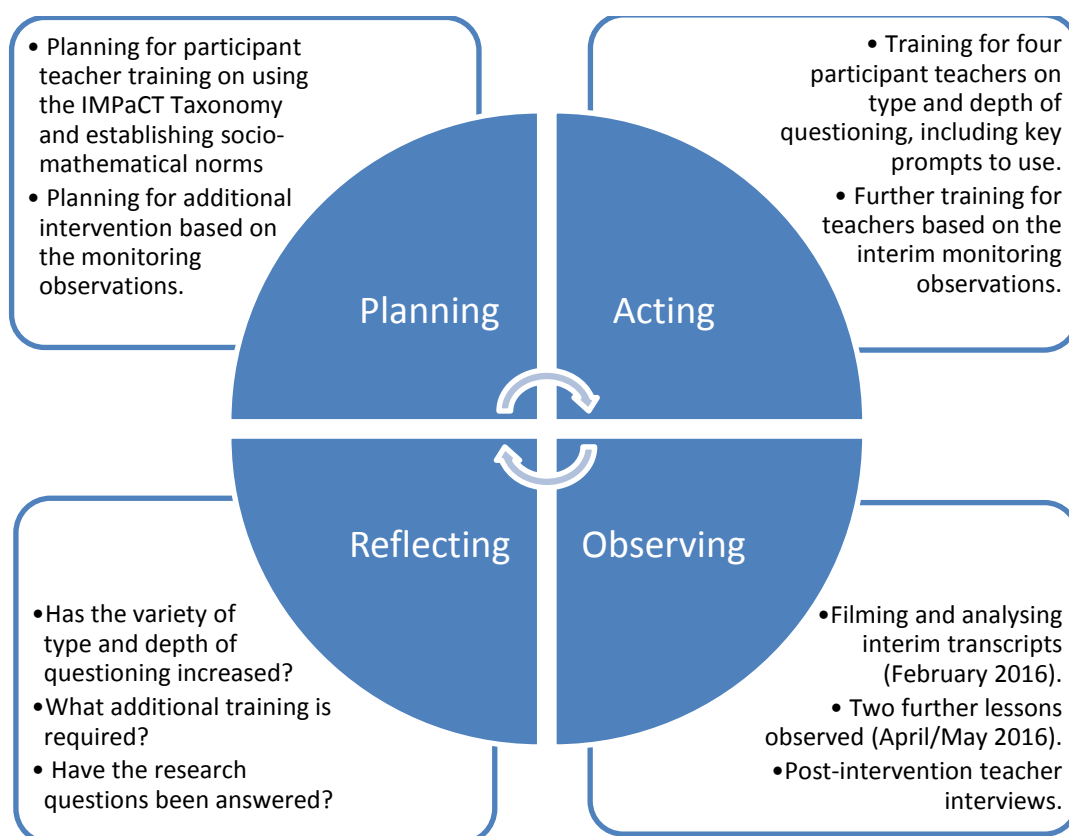 • Planning for participant
teacher training on using
the IMPaCT Taxonomy
and establishing socio-
mathematical norms
• Planning for additional
intervention based on
the monitoring
observations.
• Training for four
participant teachers on
type and depth of
questioning, including key
prompts to use.
• Further training for
teachers based on the
interim monitoring
observations.
Planning
Acting
Reflecting
Observing
•Has the variety of
type and depth of
questioning increased?
•What additional training is
required?
• Have the research
questions been answered?
•Filming and analysing
interim transcripts
(February 2016).
• Two further lessons
observed (April/May 2016).
•Post-intervention teacher
interviews.